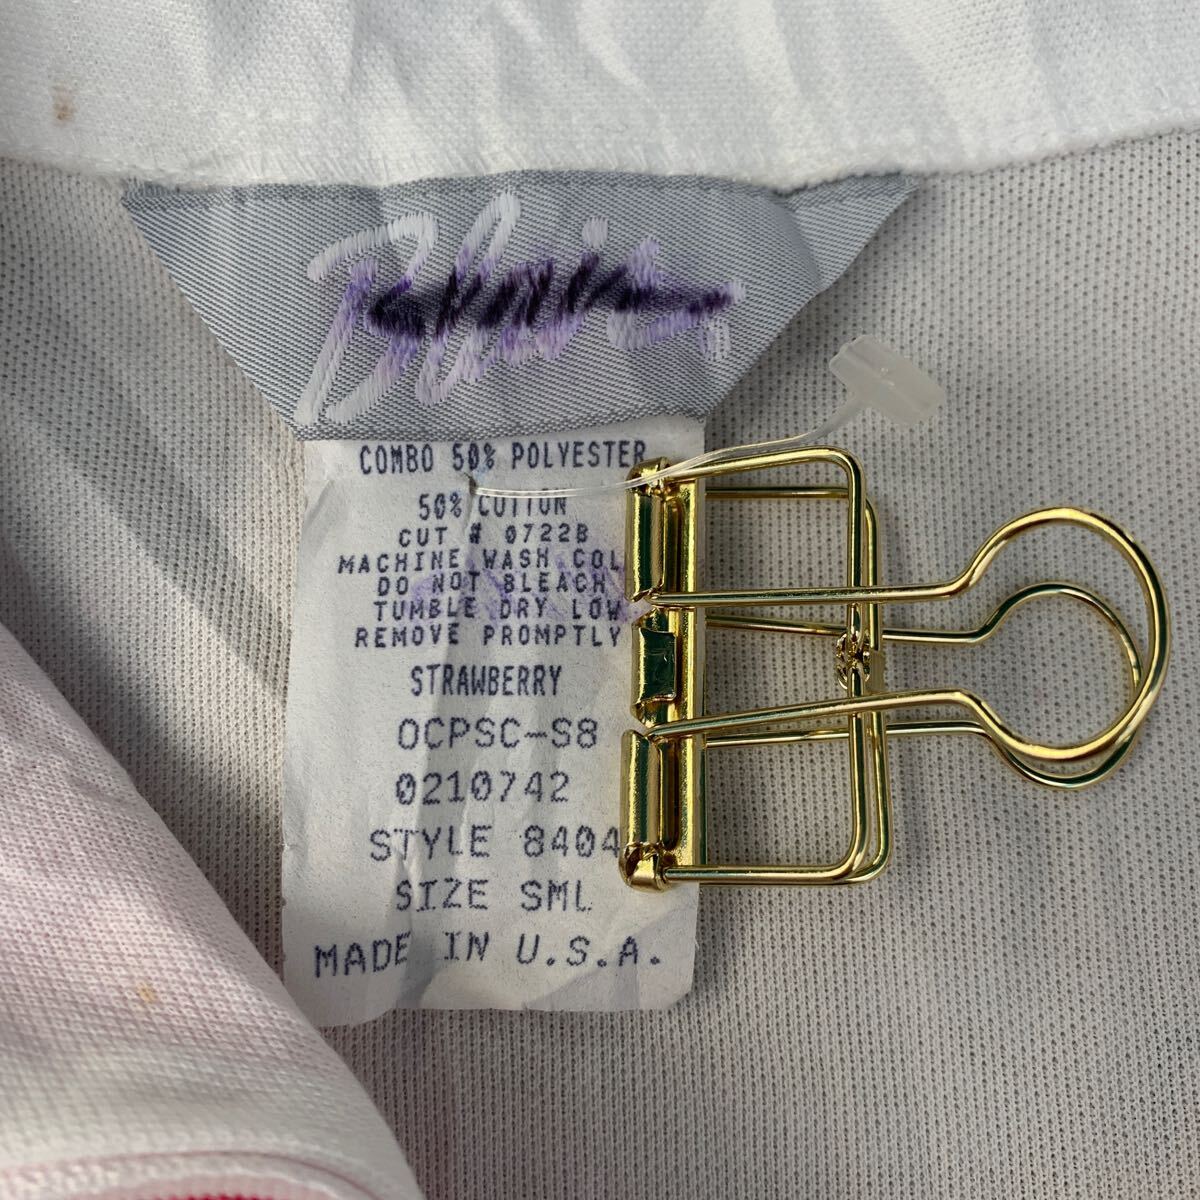 Blair
COMBO 50% POLYESTER
50% COTTON
CUT # 0722B
MACHINE WASH COL
DO NOT BLEACH
TUMBLE DRY LOW
REMOVE PROMPTLY
STRAWBERRY
OCPSC-S8
0210742
STYLE 8404
SIZE SML
MADE IN U.S.A.